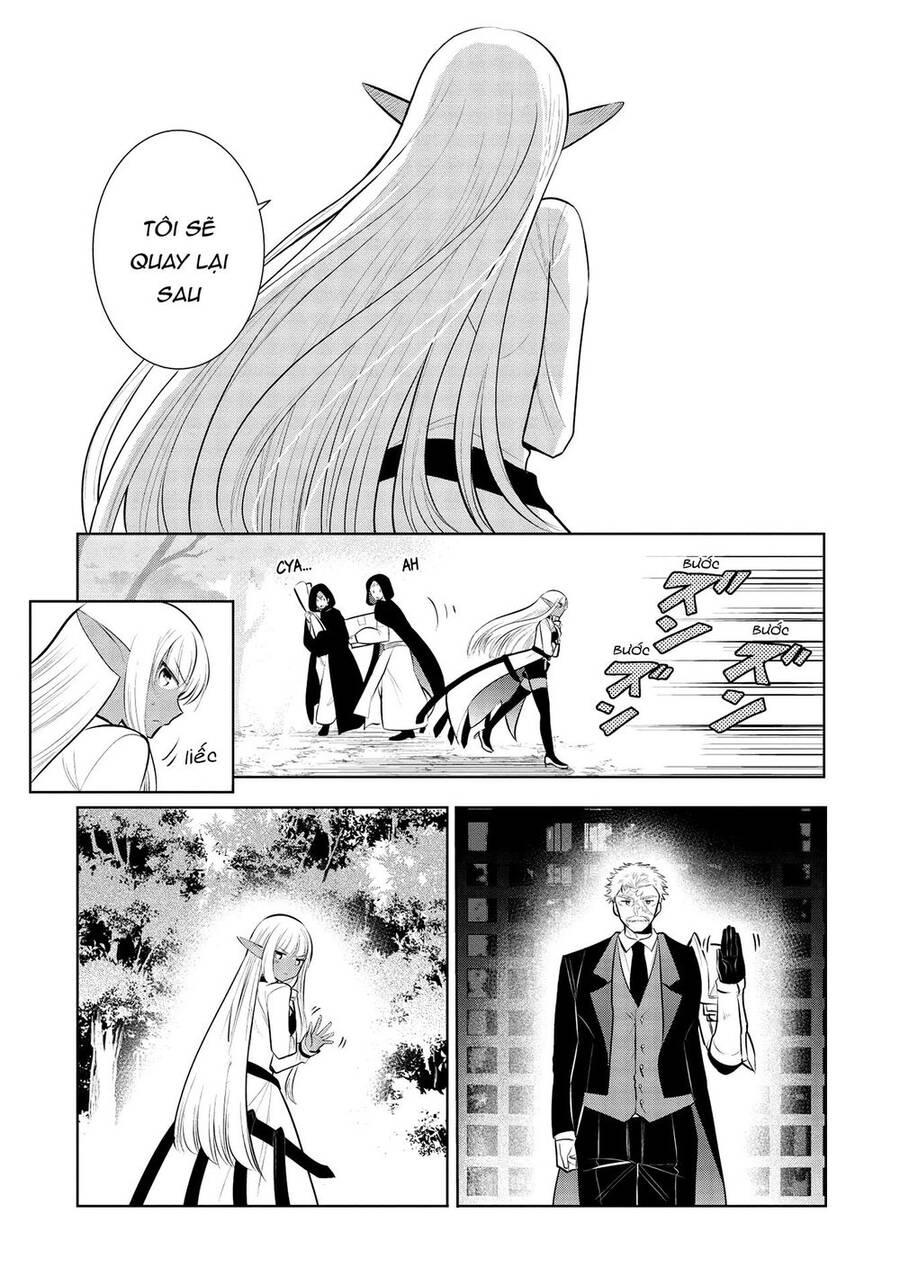 TÔI SẼ
QUAY LẠI
SAU
BƯỚC
ズン
BƯỚC
ズン
BƯỚC
ズン
AH
CYA...
liếc